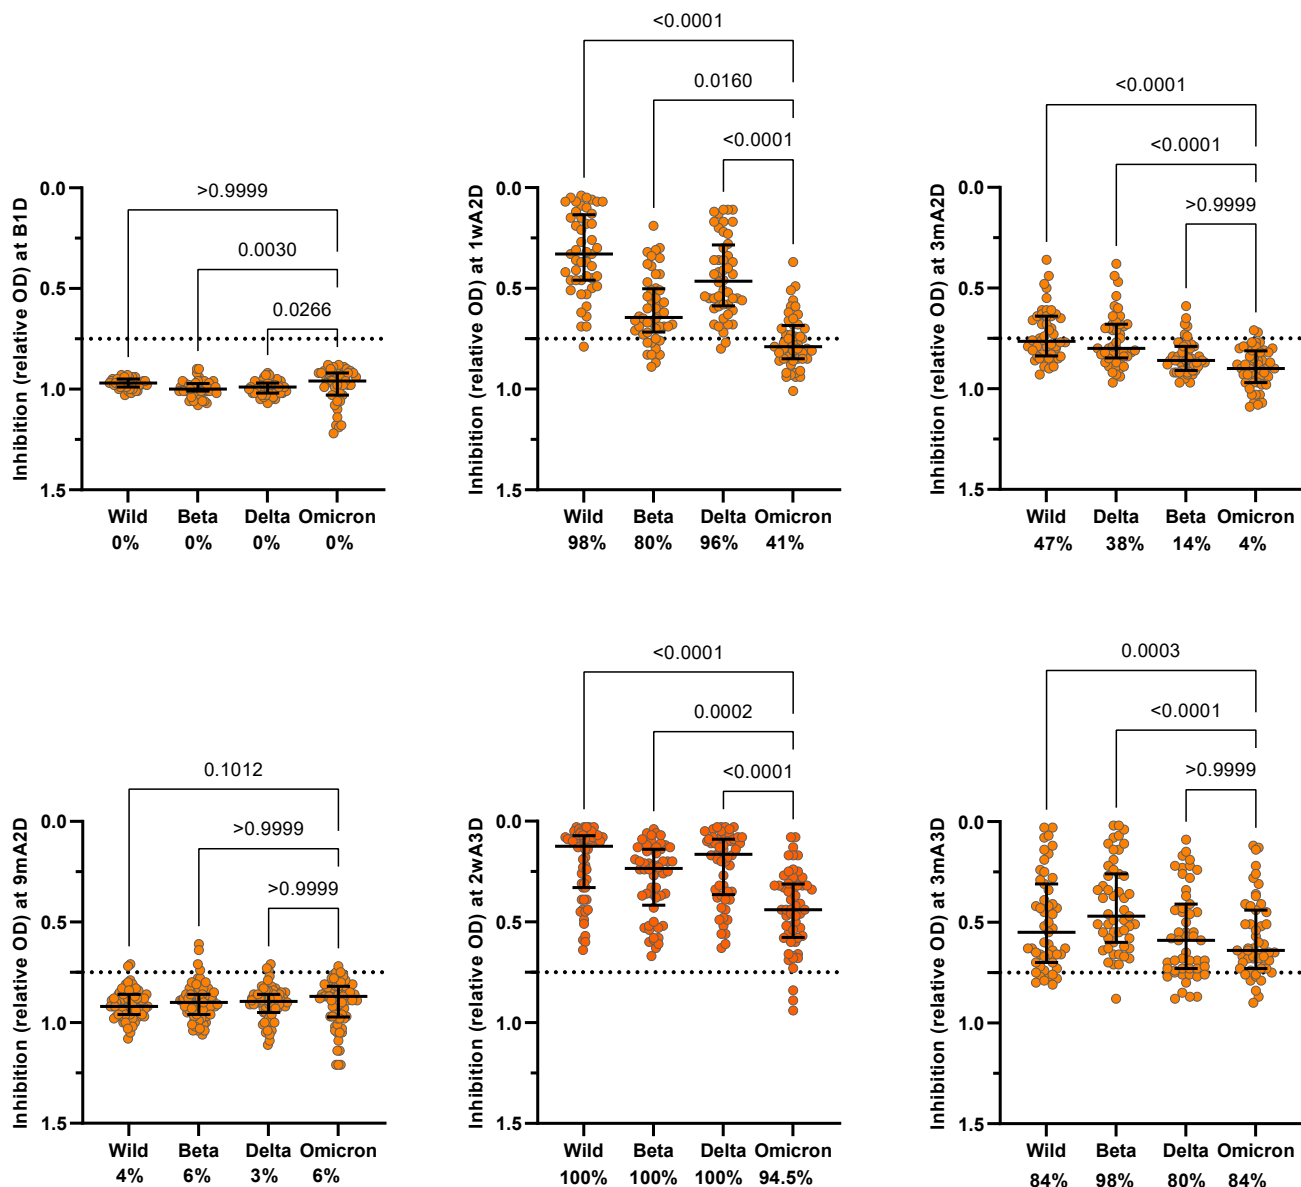 <0.0001
0.0160
<0.0001
<0.0001
<0.0001
>0.9999
>0.9999
0.0030
0.0266
Inhibition (relative OD) at B1D
0.0
0.5
1.0
1.5
Wild Beta Delta Omicron
0% 0% 0% 0%
Inhibition (relative OD) at 1wA2D
0.0
0.5
1.0
1.5
Wild Beta Delta Omicron
98% 80% 96% 41%
Inhibition (relative OD) at 3mA2D
0.0
0.5
1.0
1.5
Wild Delta Beta Omicron
47% 38% 14% 4%
0.1012
>0.9999
>0.9999
Inhibition (relative OD) at 9mA2D
0.0
0.5
1.0
1.5
Wild Beta Delta Omicron
4% 6% 3% 6%
<0.0001
0.0002
<0.0001
Inhibition (relative OD) at 2wA3D
0.0
0.5
1.0
1.5
Wild Beta Delta Omicron
100% 100% 100% 94.5%
0.0003
<0.0001
>0.9999
Inhibition (relative OD) at 3mA3D
0.0
0.5
1.0
1.5
Wild Beta Delta Omicron
84% 98% 80% 84%